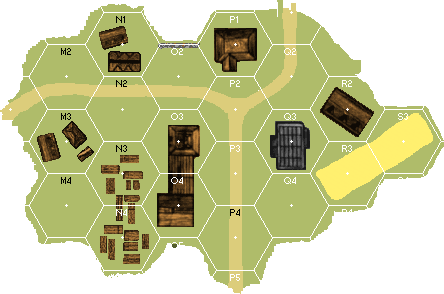 N1 P1
M2 O2 Q2
N2 P2 R2
M3 O3 Q3 S3
N3 P3 R3
M4 O4 Q4
N4 P4
P5